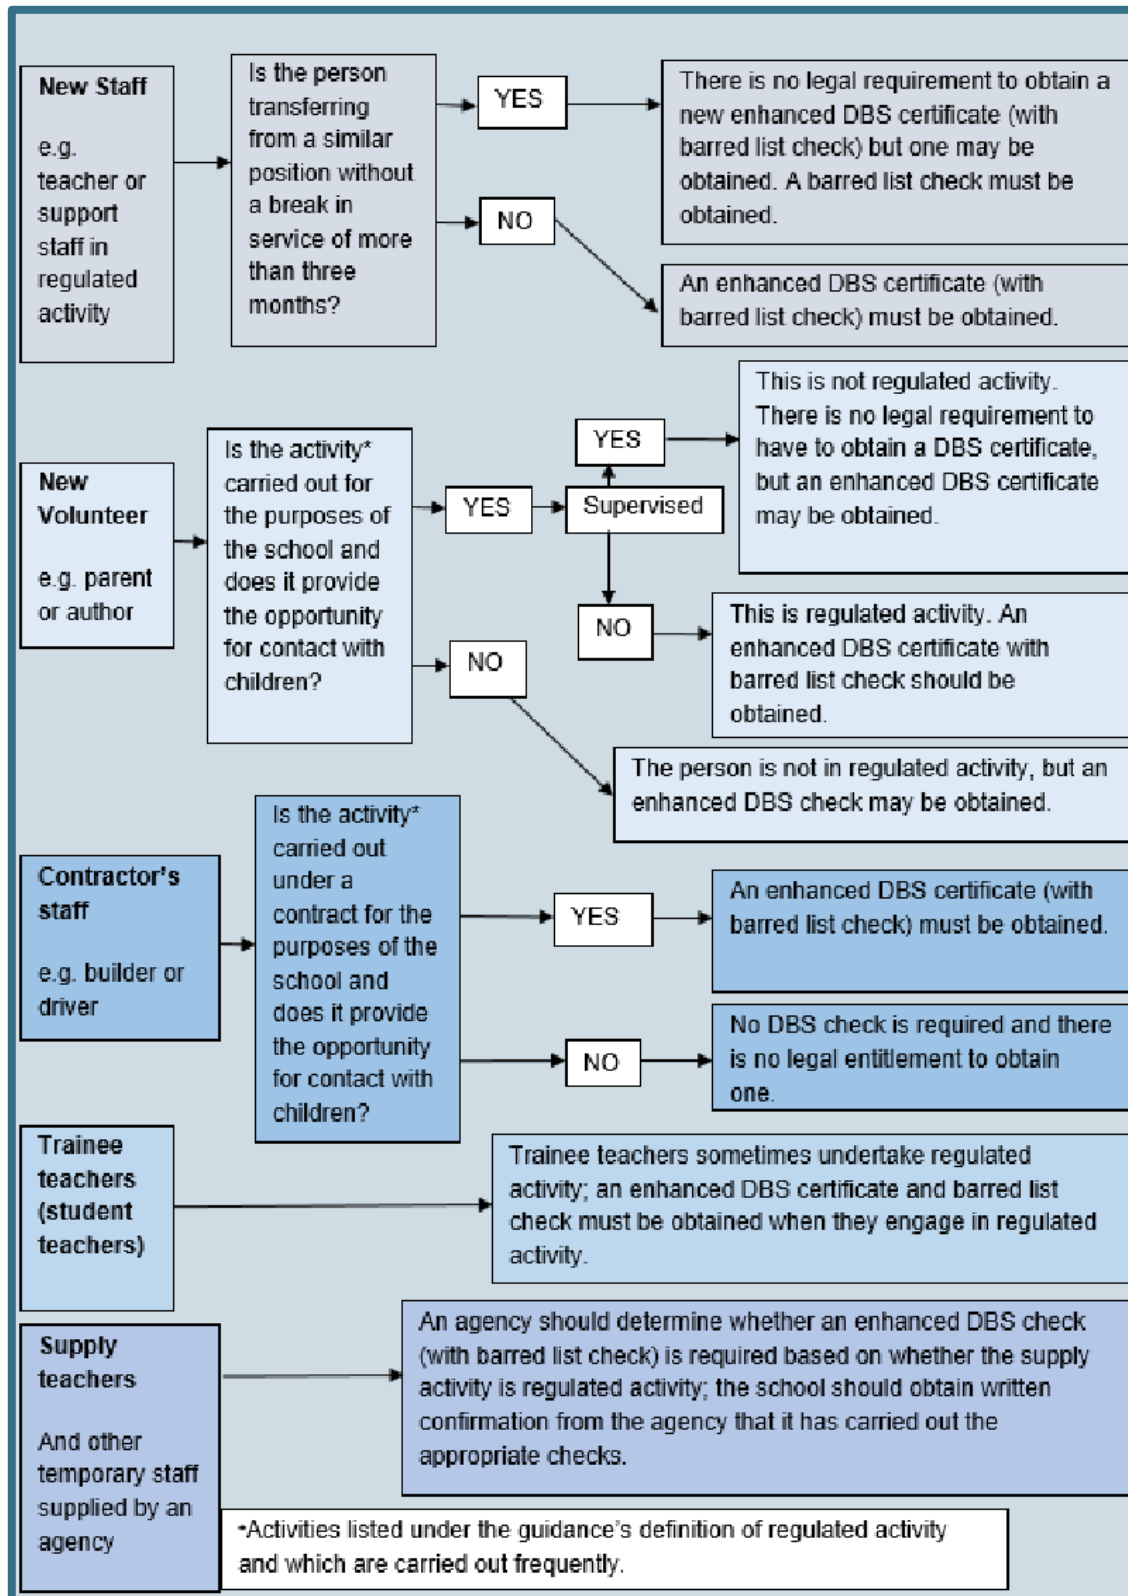 New Staff
e.g.
teacher or
support
staff in
regulated
activity
Is the person
transferring
from a similar
position without
a break in
service of more
than three
months?
YES
There is no legal requirement to obtain a
new enhanced DBS certificate (with
barred list check) but one may be
obtained. A barred list check must be
obtained.
NO
An enhanced DBS certificate (with
barred list check) must be obtained.
New
Volunteer
e.g. parent
or author
Is the activity*
carried out for
the purposes of
the school and
does it provide
the opportunity
for contact with
children?
YES
Supervised
YES
This is not regulated activity.
There is no legal requirement to
have to obtain a DBS certificate,
but an enhanced DBS certificate
may be obtained.
NO
This is regulated activity. An
enhanced DBS certificate with
barred list check should be
obtained.
NO
The person is not in regulated activity, but an
enhanced DBS check may be obtained.
Contractor's
staff
e.g. builder or
driver
Is the activity*
carried out
under a
contract for the
purposes of the
school and
does it provide
the opportunity
for contact with
children?
YES
An enhanced DBS certificate (with
barred list check) must be obtained.
NO
No DBS check is required and there
is no legal entitlement to obtain
one.
Trainee
teachers
(student
teachers)
Trainee teachers sometimes undertake regulated
activity; an enhanced DBS certificate and barred list
check must be obtained when they engage in regulated
activity.
Supply
teachers
And other
temporary staff
supplied by an
agency
An agency should determine whether an enhanced DBS check
(with barred list check) is required based on whether the supply
activity is regulated activity; the school should obtain written
confirmation from the agency that it has carried out the
appropriate checks.
*Activities listed under the guidance's definition of regulated activity
and which are carried out frequently.